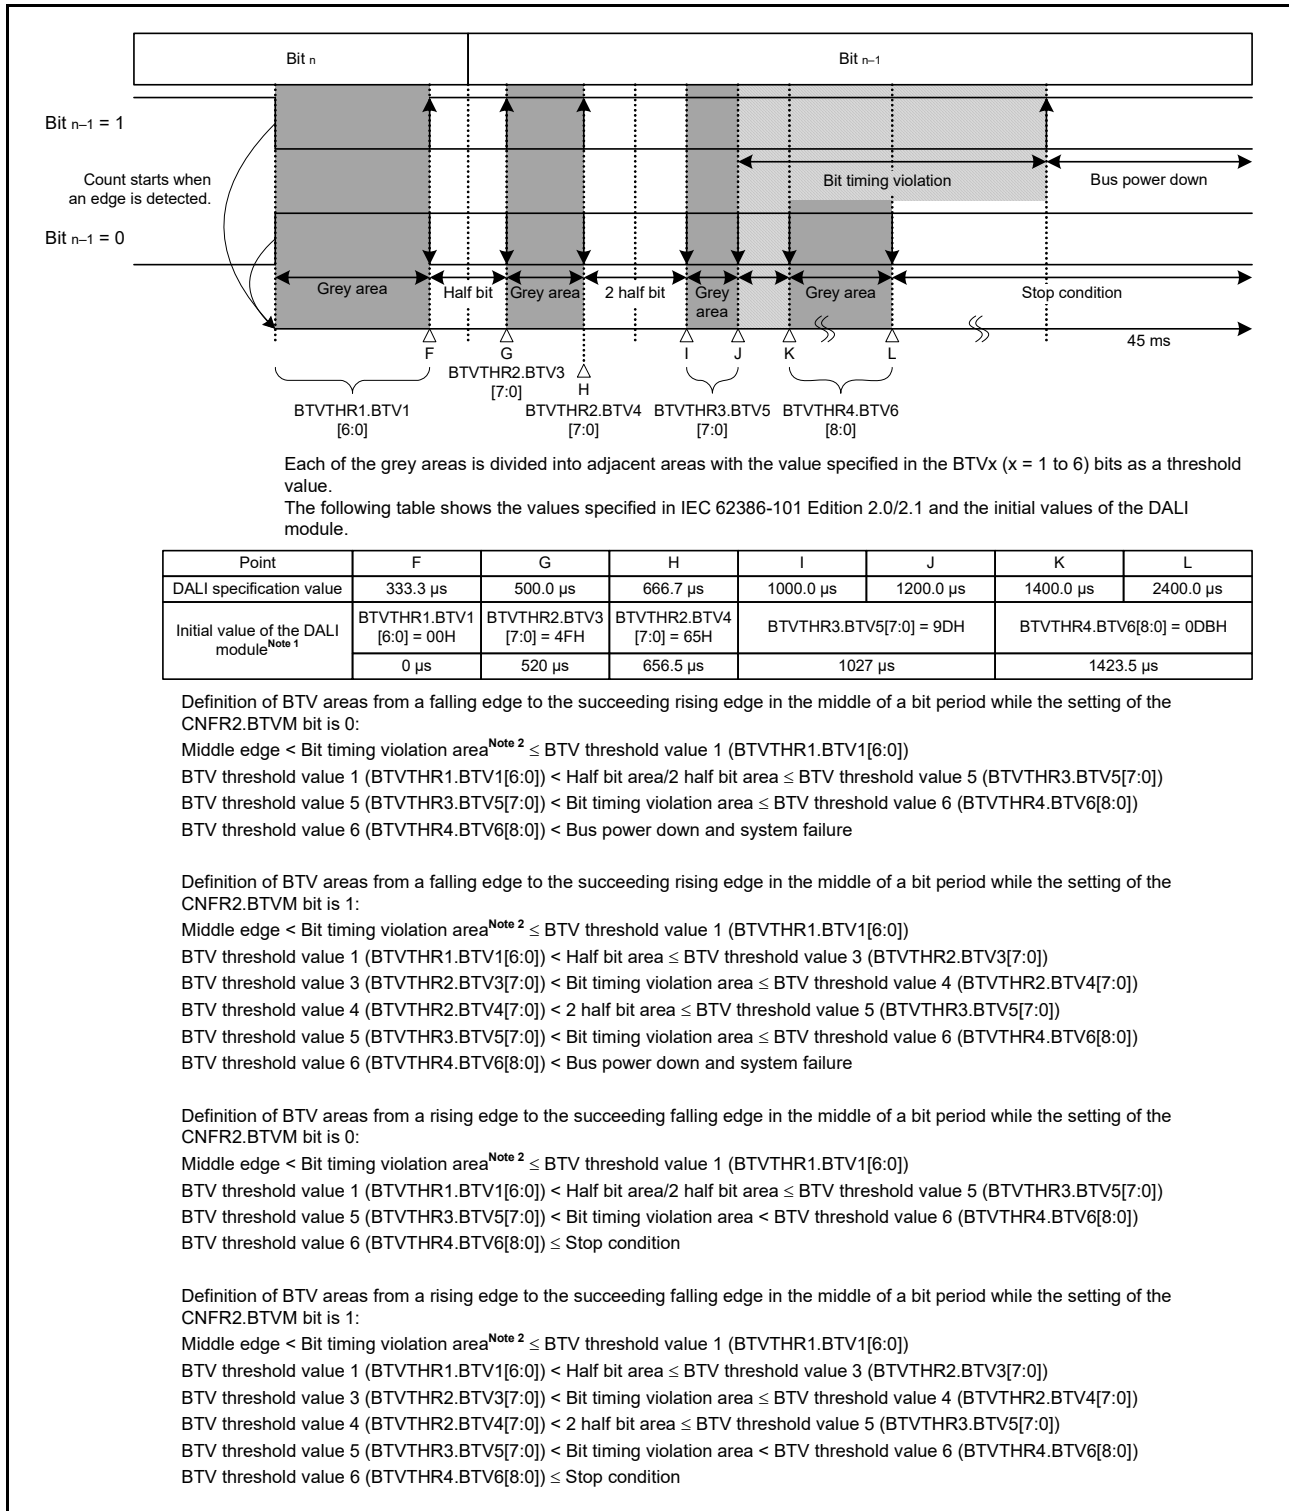 Bit n
Bit n–1
Bit n–1 = 1
Bit timing violation
Bus power down
Count starts when
an edge is detected.
Bit n–1 = 0
Grey area
Half bit
Grey area
2 half bit
Grey
area
Grey area
Stop condition
45 ms
F
G
H
I
J
K
L
BTVTHR2.BTV3
[7:0]
BTVTHR1.BTV1
[6:0]
BTVTHR2.BTV4
[7:0]
BTVTHR3.BTV5
[7:0]
BTVTHR4.BTV6
[8:0]
Each of the grey areas is divided into adjacent areas with the value specified in the BTVx (x = 1 to 6) bits as a threshold
value.
The following table shows the values specified in IEC 62386-101 Edition 2.0/2.1 and the initial values of the DALI
module.
Point F G H I J K L
DALI specification value 333.3 µs 500.0 µs 666.7 µs 1000.0 µs 1200.0 µs 1400.0 µs 2400.0 µs
Initial value of the DALI
module Note 1
BTVTHR1.BTV1
[6:0] = 00H
BTVTHR2.BTV3
[7:0] = 4FH
BTVTHR2.BTV4
[7:0] = 65H
BTVTHR3.BTV5[7:0] = 9DH
BTVTHR4.BTV6[8:0] = 0DBH
0 µs 520 µs 656.5 µs 1027 µs 1423.5 µs
Definition of BTV areas from a falling edge to the succeeding rising edge in the middle of a bit period while the setting of the
CNFR2.BTVM bit is 0:
Middle edge < Bit timing violation area Note 2 ≤ BTV threshold value 1 (BTVTHR1.BTV1[6:0])
BTV threshold value 1 (BTVTHR1.BTV1[6:0]) < Half bit area/2 half bit area ≤ BTV threshold value 5 (BTVTHR3.BTV5[7:0])
BTV threshold value 5 (BTVTHR3.BTV5[7:0]) < Bit timing violation area ≤ BTV threshold value 6 (BTVTHR4.BTV6[8:0])
BTV threshold value 6 (BTVTHR4.BTV6[8:0]) < Bus power down and system failure
Definition of BTV areas from a falling edge to the succeeding rising edge in the middle of a bit period while the setting of the
CNFR2.BTVM bit is 1:
Middle edge < Bit timing violation area Note 2 ≤ BTV threshold value 1 (BTVTHR1.BTV1[6:0])
BTV threshold value 1 (BTVTHR1.BTV1[6:0]) < Half bit area ≤ BTV threshold value 3 (BTVTHR2.BTV3[7:0])
BTV threshold value 3 (BTVTHR2.BTV3[7:0]) < Bit timing violation area ≤ BTV threshold value 4 (BTVTHR2.BTV4[7:0])
BTV threshold value 4 (BTVTHR2.BTV4[7:0]) < 2 half bit area ≤ BTV threshold value 5 (BTVTHR3.BTV5[7:0])
BTV threshold value 5 (BTVTHR3.BTV5[7:0]) < Bit timing violation area ≤ BTV threshold value 6 (BTVTHR4.BTV6[8:0])
BTV threshold value 6 (BTVTHR4.BTV6[8:0]) < Bus power down and system failure
Definition of BTV areas from a rising edge to the succeeding falling edge in the middle of a bit period while the setting of the
CNFR2.BTVM bit is 0:
Middle edge < Bit timing violation area Note 2 ≤ BTV threshold value 1 (BTVTHR1.BTV1[6:0])
BTV threshold value 1 (BTVTHR1.BTV1[6:0]) < Half bit area/2 half bit area ≤ BTV threshold value 5 (BTVTHR3.BTV5[7:0])
BTV threshold value 5 (BTVTHR3.BTV5[7:0]) < Bit timing violation area < BTV threshold value 6 (BTVTHR4.BTV6[8:0])
BTV threshold value 6 (BTVTHR4.BTV6[8:0]) ≤ Stop condition
Definition of BTV areas from a rising edge to the succeeding falling edge in the middle of a bit period while the setting of the
CNFR2.BTVM bit is 1:
Middle edge < Bit timing violation area Note 2 ≤ BTV threshold value 1 (BTVTHR1.BTV1[6:0])
BTV threshold value 1 (BTVTHR1.BTV1[6:0]) < Half bit area ≤ BTV threshold value 3 (BTVTHR2.BTV3[7:0])
BTV threshold value 3 (BTVTHR2.BTV3[7:0]) < Bit timing violation area ≤ BTV threshold value 4 (BTVTHR2.BTV4[7:0])
BTV threshold value 4 (BTVTHR2.BTV4[7:0]) < 2 half bit area ≤ BTV threshold value 5 (BTVTHR3.BTV5[7:0])
BTV threshold value 5 (BTVTHR3.BTV5[7:0]) < Bit timing violation area < BTV threshold value 6 (BTVTHR4.BTV6[8:0])
BTV threshold value 6 (BTVTHR4.BTV6[8:0]) ≤ Stop condition